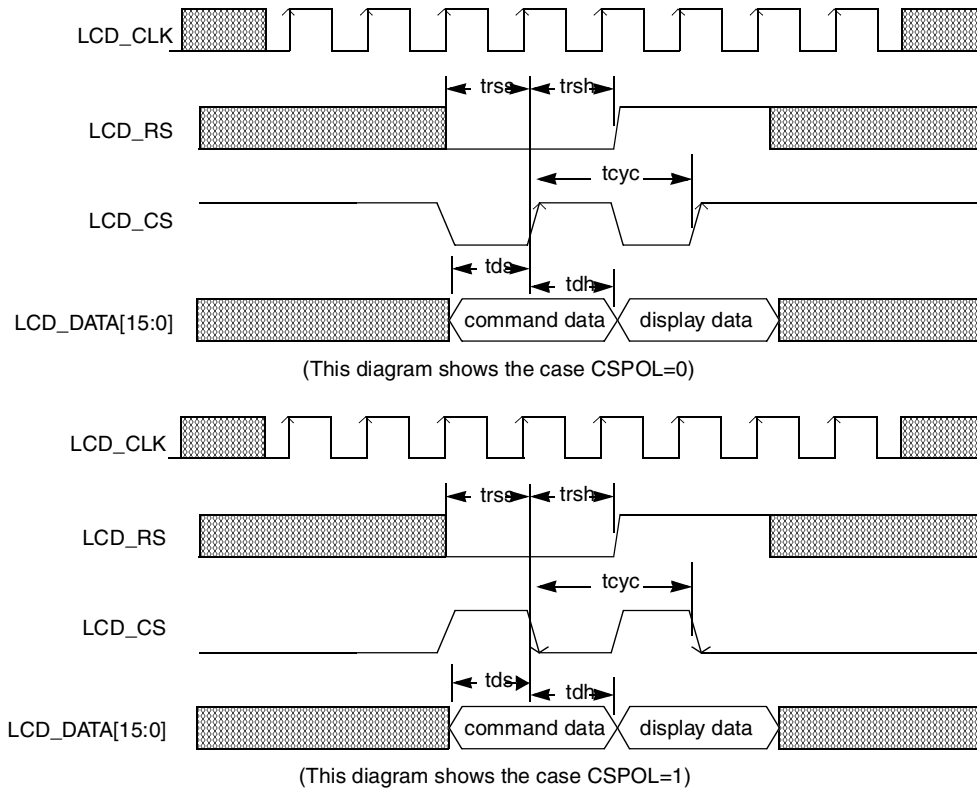 LCD_CLK
trss
trsh
LCD_RS
tcyc
LCD_CS
tds
tdh
LCD_DATA[15:0]
command data
display data
(This diagram shows the case CSPOL=0)
LCD_CLK
trss
trsh
LCD_RS
tcyc
LCD_CS
tds
tdh
LCD_DATA[15:0]
command data
display data
(This diagram shows the case CSPOL=1)